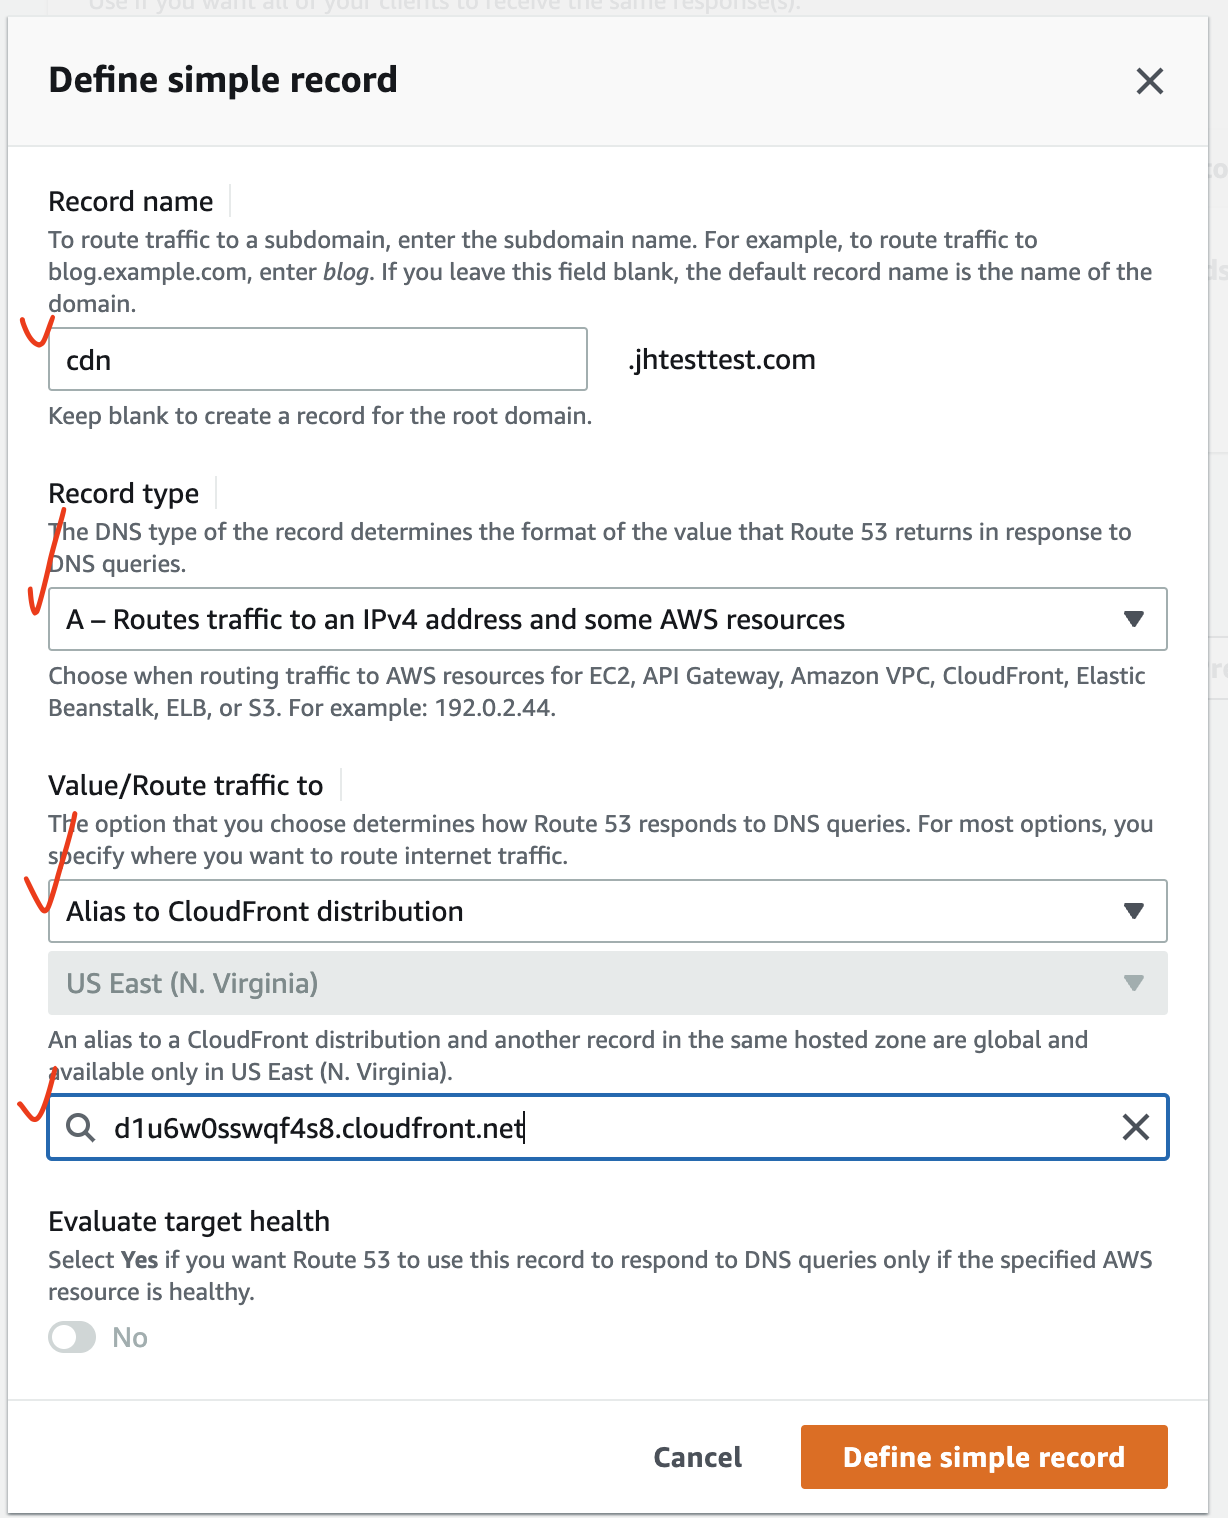 Use if you want all of your clients to receive the same response(s).
Define simple record
Record name
To route traffic to a subdomain, enter the subdomain name. For example, to route traffic to
blog.example.com, enter blog. If you leave this field blank, the default record name is the name of the
domain.
cdn
.jhtesttest.com
Keep blank to create a record for the root domain.
Record type
The DNS type of the record determines the format of the value that Route 53 returns in response to
DNS queries.
A – Routes traffic to an IPv4 address and some AWS resources
Choose when routing traffic to AWS resources for EC2, API Gateway, Amazon VPC, CloudFront, Elastic
Beanstalk, ELB, or S3. For example: 192.0.2.44.
Value/Route traffic to
The option that you choose determines how Route 53 responds to DNS queries. For most options, you
specify where you want to route internet traffic.
Alias to CloudFront distribution
US East (N. Virginia)
An alias to a CloudFront distribution and another record in the same hosted zone are global and
available only in US East (N. Virginia).
d1u6w0sswqf4s8.cloudfront.net
Evaluate target health
Select Yes if you want Route 53 to use this record to respond to DNS queries only if the specified AWS
resource is healthy.
No
Cancel
Define simple record